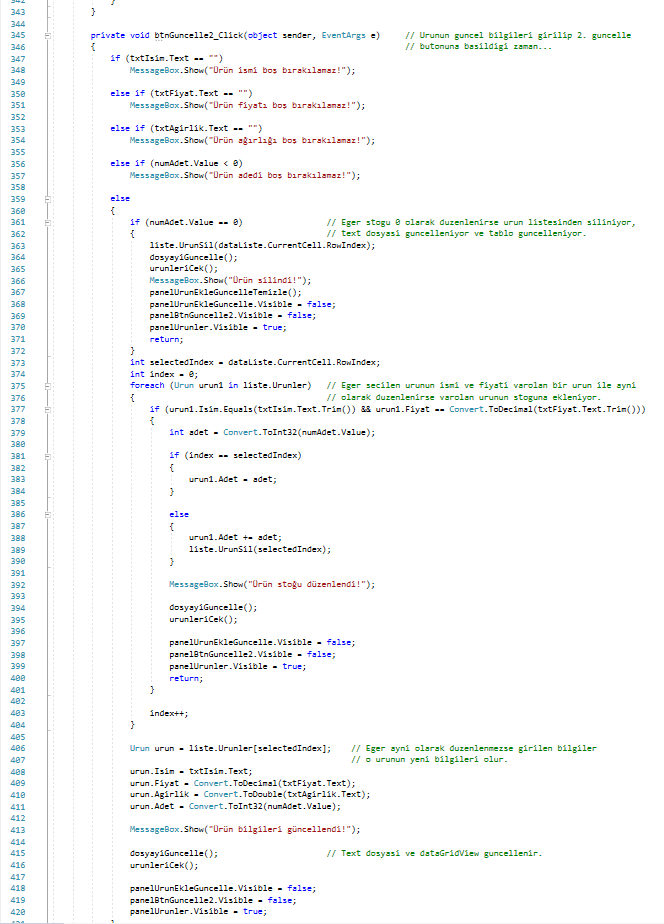 342 }
343 }
344
345 private void btnGuncelle2_Click(object sender, EventArgs e) // Urunun guncel bilgileri girilip 2. guncelle
346 { // butonuna basildigi zaman...
347 if (txtIsim.Text == "")
348 MessageBox.Show("Ürün ismi boş bırakılamaz!");
349
350 else if (txtFiyat.Text == "")
351 MessageBox.Show("Ürün fiyatı boş bırakılamaz!");
352
353 else if (txtAgirlik.Text == "")
354 MessageBox.Show("Ürün ağırlığı boş bırakılamaz!");
355
356 else if (numAdet.Value < 0)
357 MessageBox.Show("Ürün adedi boş bırakılamaz!");
358
359 else
360 {
361 if (numAdet.Value == 0) // Eger stogu 0 olarak duzenlenirse urun listesinden siliniyor,
362 { // text dosyasi guncelleniyor ve tablo guncelleniyor.
363 liste.UrunSil(dataListe.CurrentCell.RowIndex);
364 dosyayiGuncelle();
365 urunleriCek();
366 MessageBox.Show("Ürün silindi!");
367 panelUrunEkleGuncelleTemizle();
368 panelUrunEkleGuncelle.Visible = false;
369 panelBtnGuncelle2.Visible = false;
370 panelUrunler.Visible = true;
371 return;
372 }
373 int selectedIndex = dataListe.CurrentCell.RowIndex;
374 int index = 0;
375 foreach (Urun urun1 in liste.Urunler) // Eger secilen urunun ismi ve fiyati varolan bir urun ile ayni
376 { // olarak duzenlenirse varolan urunun stoguna ekleniyor.
377 if (urun1.Isim.Equals(txtIsim.Text.Trim()) && urun1.Fiyat == Convert.ToDecimal(txtFiyat.Text.Trim()))
378 {
379 int adet = Convert.ToInt32(numAdet.Value);
380
381 if (index == selectedIndex)
382 {
383 urun1.Adet = adet;
384 }
385
386 else
387 {
388 urun1.Adet += adet;
389 liste.UrunSil(selectedIndex);
390 }
391
392 MessageBox.Show("Ürün stoğu düzenlendi!");
393
394 dosyayiGuncelle();
395 urunleriCek();
396
397 panelUrunEkleGuncelle.Visible = false;
398 panelBtnGuncelle2.Visible = false;
399 panelUrunler.Visible = true;
400 return;
401 }
402
403 index++;
404 }
405
406 Urun urun = liste.Urunler[selectedIndex]; // Eger ayni olarak duzenlenmezse girilen bilgiler
407 // o urunun yeni bilgileri olur.
408 urun.Isim = txtIsim.Text;
409 urun.Fiyat = Convert.ToDecimal(txtFiyat.Text);
410 urun.Agirlik = Convert.ToDouble(txtAgirlik.Text);
411 urun.Adet = Convert.ToInt32(numAdet.Value);
412
413 MessageBox.Show("Ürün bilgileri güncellendi!");
414
415 dosyayiGuncelle(); // Text dosyasi ve dataGridView guncellenir.
416 urunleriCek();
417
418 panelUrunEkleGuncelle.Visible = false;
419 panelBtnGuncelle2.Visible = false;
420 panelUrunler.Visible = true;